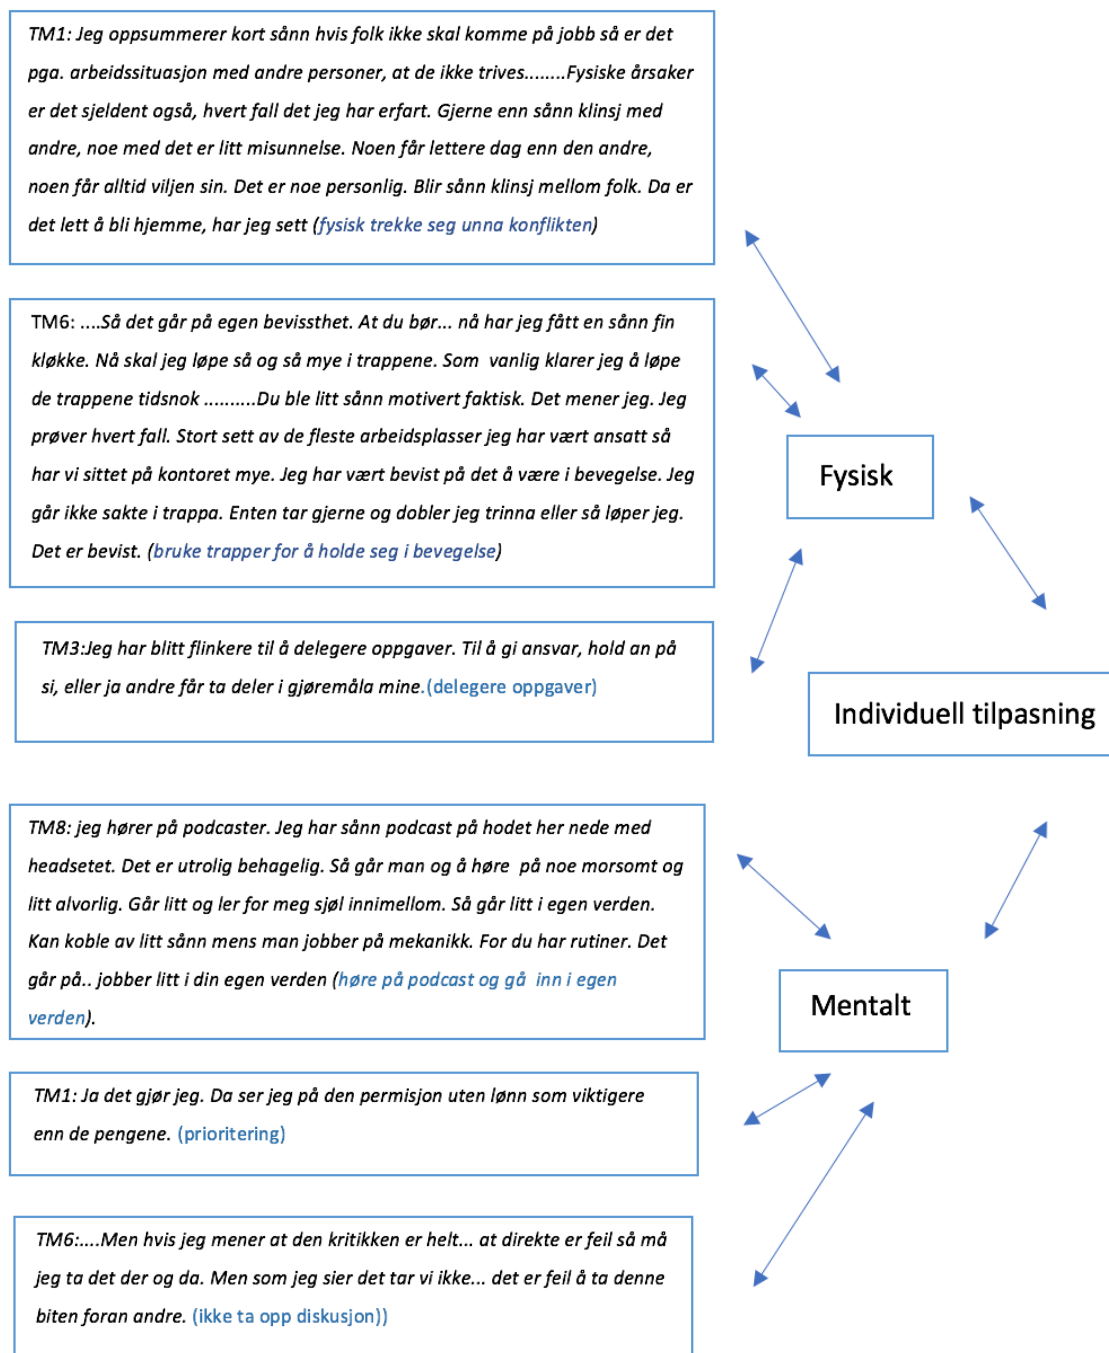 TM1: Jeg oppsummerer kort sånn hvis folk ikke skal komme på jobb så er det
pga. arbeidssituasjon med andre personer, at de ikke trives........Fysiske årsaker
er det sjeldent også, hvert fall det jeg har erfart. Gjerne enn sånn klinsj med
andre, noe med det er litt misunnelse. Noen får lettere dag enn den andre,
noen får alltid viljen sin. Det er noe personlig. Blir sånn klinsj mellom folk. Da er
det lett å bli hjemme, har jeg sett (fysisk trekke seg unna konflikten)
TM6: ....Så det går på egen bevissthet. At du bør... nå har jeg fått en sånn fin
kløkke. Nå skal jeg løpe så og så mye i trappene. Som  vanlig klarer jeg å løpe
de trappene tidsnok ..........Du ble litt sånn motivert faktisk. Det mener jeg. Jeg
prøver hvert fall. Stort sett av de fleste arbeidsplasser jeg har vært ansatt så
har vi sittet på kontoret mye. Jeg har vært bevist på det å være i bevegelse. Jeg
går ikke sakte i trappa. Enten tar gjerne og dobler jeg trinna eller så løper jeg.
Det er bevist. (bruke trapper for å holde seg i bevegelse)
Fysisk
TM3:Jeg har blitt flinkere til å delegere oppgaver. Til å gi ansvar, hold an på
si, eller ja andre får ta deler i gjøremåla mine.(delegere oppgaver)
Individuell tilpasning
TM8: jeg hører på podcaster. Jeg har sånn podcast på hodet her nede med
headsetet. Det er utrolig behagelig. Så går man og å høre  på noe morsomt og
litt alvorlig. Går litt og ler for meg sjøl innimellom. Så går litt i egen verden.
Kan koble av litt sånn mens man jobber på mekanikk. For du har rutiner. Det
går på.. jobber litt i din egen verden (høre på podcast og gå  inn i egen
verden).
Mentalt
TM1: Ja det gjør jeg. Da ser jeg på den permisjon uten lønn som viktigere
enn de pengene. (prioritering)
TM6:....Men hvis jeg mener at den kritikken er helt... at direkte er feil så må
jeg ta det der og da. Men som jeg sier det tar vi ikke... det er feil å ta denne
biten foran andre. (ikke ta opp diskusjon))